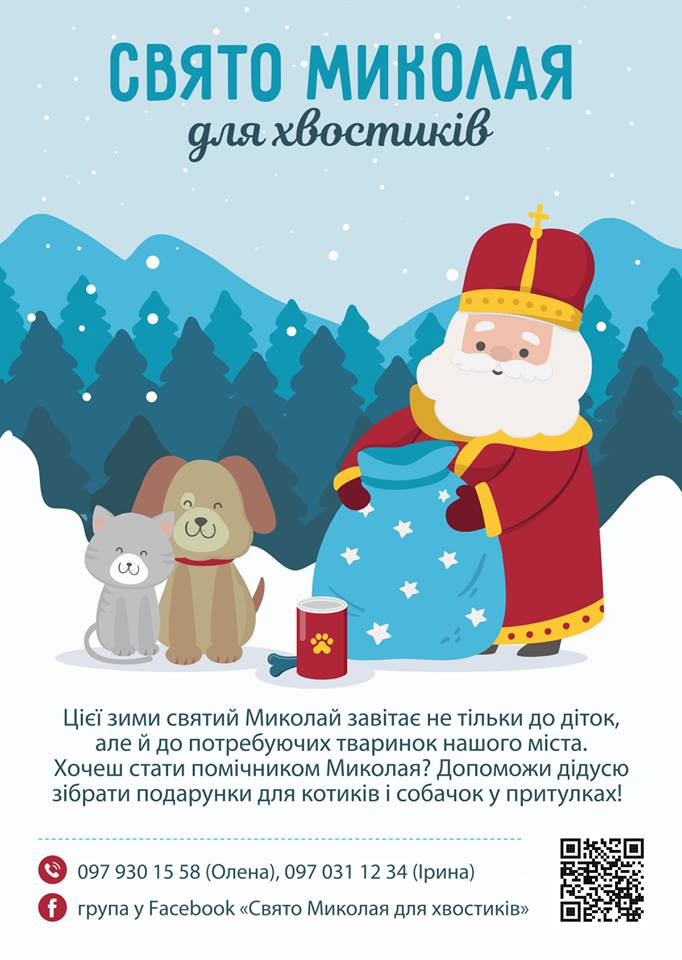 СВЯТО МИКОЛАЯ
для хвостиків
Цієї зими святий Миколай завітає не тільки до діток,
але й до потребуючих тваринок нашого міста.
Хочеш стати помічником Миколая? Допоможи дідусю
зібрати подарунки для котиків і собачок у притулках!
097 930 15 58 (Олена), 097 031 12 34 (Ірина)
група у Facebook «Свято Миколая для хвостиків»